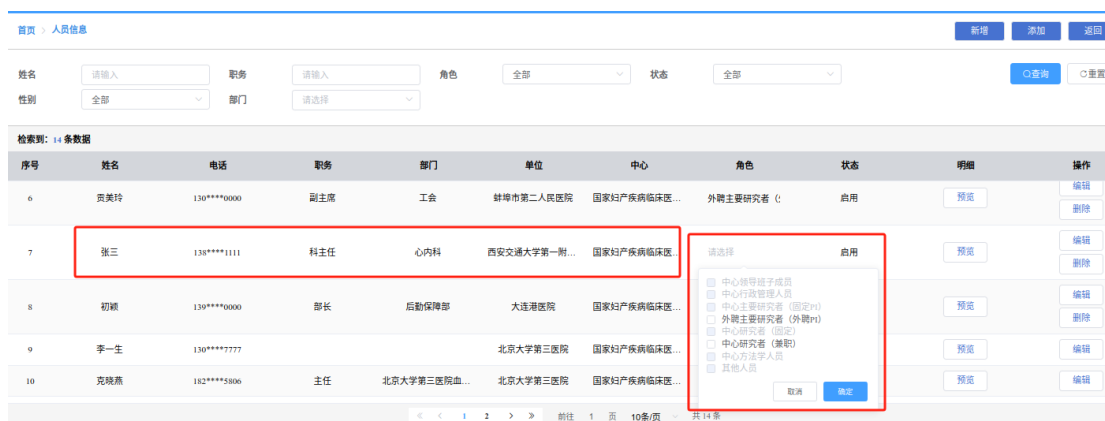 首页 > 人员信息 新增 添加 返回
姓名 请输入 职务 请输入 角色 全部 状态 全部 查询 重置
性别 全部 部门 请选择
检索到: 14 条数据
序号 姓名 电话 职务 部门 单位 中心 角色 状态 明细 操作
6 贡美玲 130****0000 副主席 工会 蚌埠市第二人民医院 国家妇产疾病临床医... 外聘主要研究者 ( 启用 预览 编辑
删除
7 张三 138****1111 科主任 心内科 西安交通大学第一附... 国家妇产疾病临床医... 请选择 启用 预览 编辑
删除
中心领导班子成员
中心行政管理人员
中心主要研究者（固定PI）
外聘主要研究者（外聘PI）
中心研究者（固定）
中心研究者（兼职）
中心方法学人员
其他人员
取消 确定
8 初颖 139****0000 部长 后勤保障部 大连港医院 国家妇产疾病临床医... 预览 编辑
删除
9 李一生 130****7777 北京大学第三医院 国家妇产疾病临床医... 预览 编辑
10 克晓燕 182****5806 主任 北京大学第三医院血... 北京大学第三医院 国家妇产疾病临床医... 预览 编辑
« < 1 2 > » 前往 1 页 10条/页 共 14 条